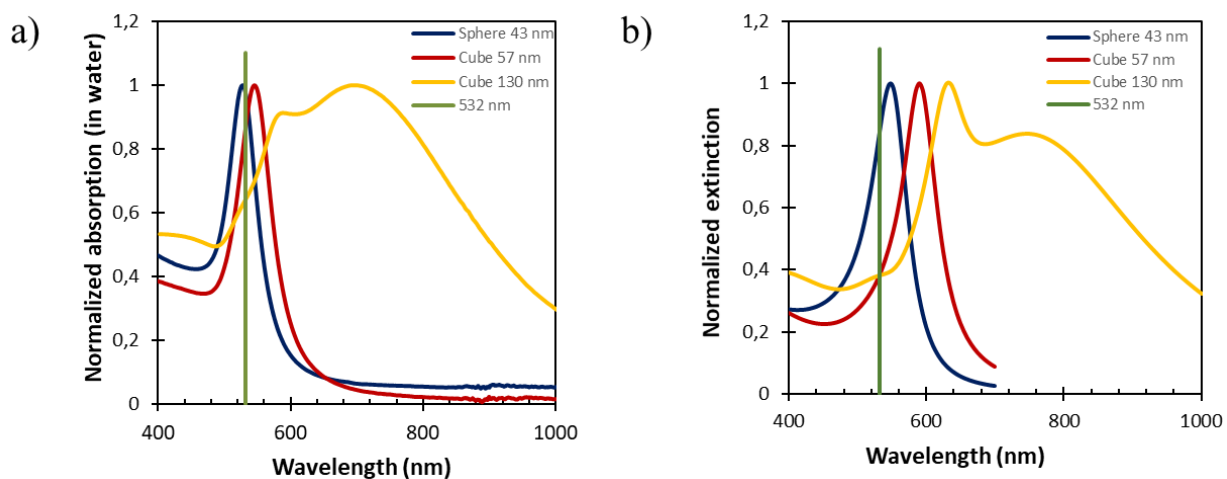 a)
Normalized absorption (in water)
1,2
1
0,8
0,6
0,4
0,2
0
400
600
800
1000
Wavelength (nm)
Sphere 43 nm
Cube 57 nm
Cube 130 nm
532 nm
b)
Normalized extinction
1,2
1
0,8
0,6
0,4
0,2
0
400
600
800
1000
Wavelength (nm)
Sphere 43 nm
Cube 57 nm
Cube 130 nm
532 nm